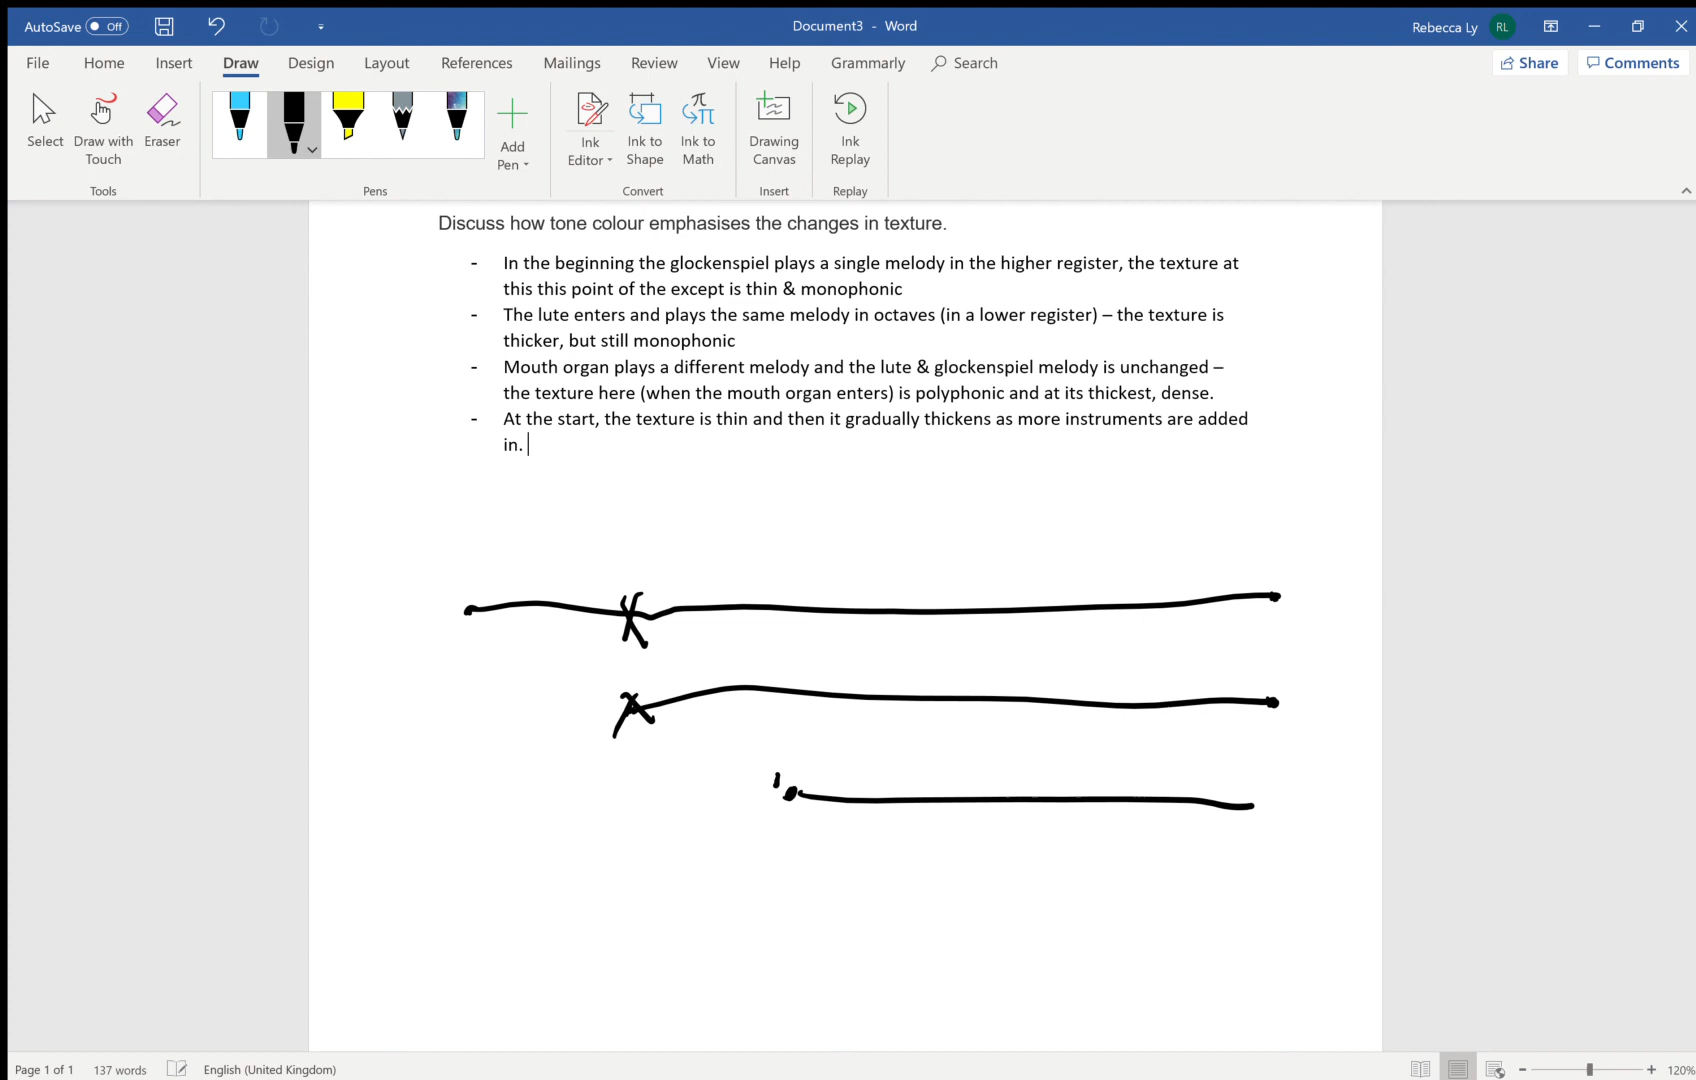 AutoSave Off
Document3 - Word
Rebecca Ly RL
File Home Insert Draw Design Layout References Mailings Review View Help Grammarly Search Share Comments
Select Draw with Touch Eraser
Add Pen
Ink Editor Ink to Shape Ink to Math
Drawing Canvas
Ink Replay
Tools Pens Convert Insert Replay
Discuss how tone colour emphasises the changes in texture.
- In the beginning the glockenspiel plays a single melody in the higher register, the texture at
this this point of the except is thin & monophonic
- The lute enters and plays the same melody in octaves (in a lower register) – the texture is
thicker, but still monophonic
- Mouth organ plays a different melody and the lute & glockenspiel melody is unchanged –
the texture here (when the mouth organ enters) is polyphonic and at its thickest, dense.
- At the start, the texture is thin and then it gradually thickens as more instruments are added
in.
Page 1 of 1 137 words English (United Kingdom) 120%